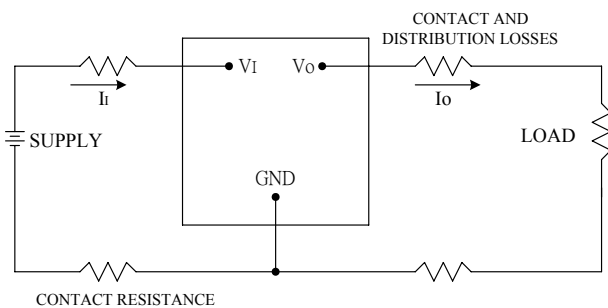 CONTACT AND
DISTRIBUTION LOSSES
VI
VO
II
IO
SUPPLY
LOAD
GND
CONTACT RESISTANCE